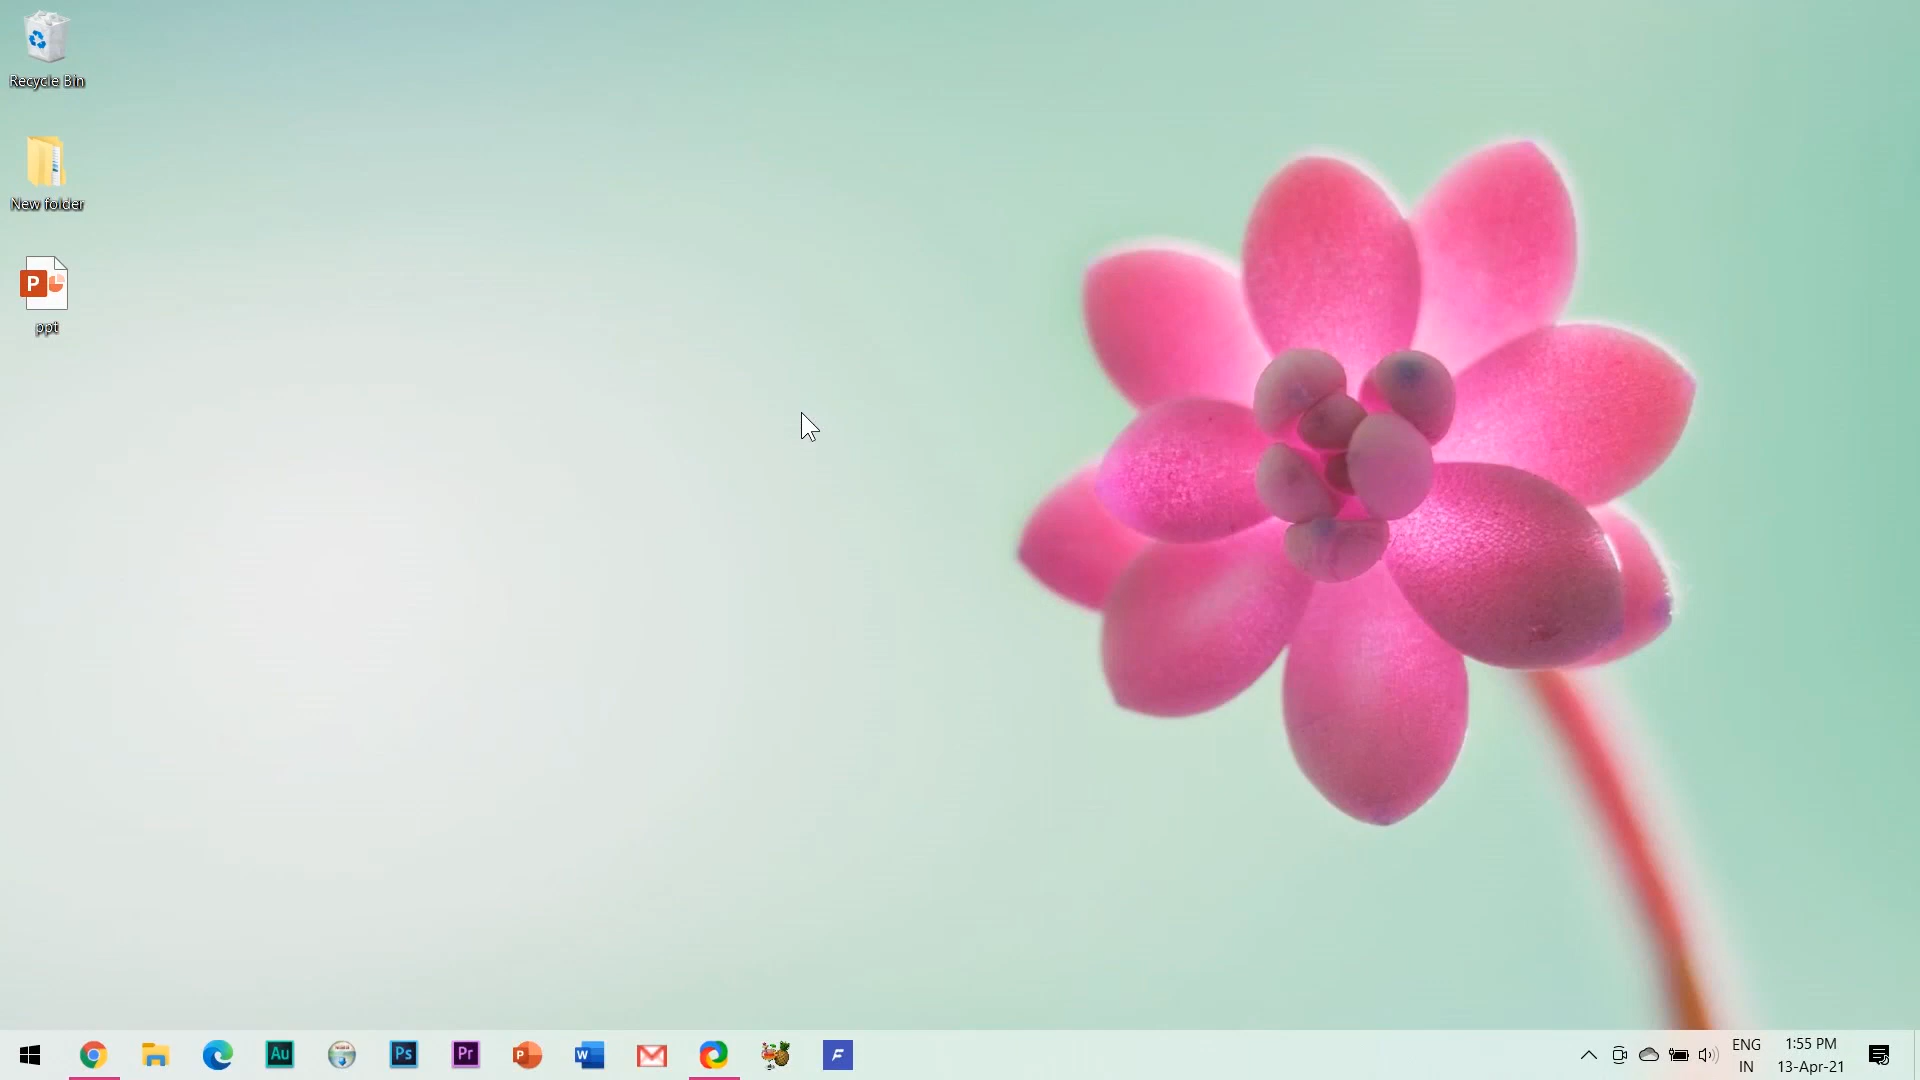 Recycle Bin
New folder
P
ppt
Au
Ps
Pr
P
W
F
ENG
IN
1:55 PM
13-Apr-21